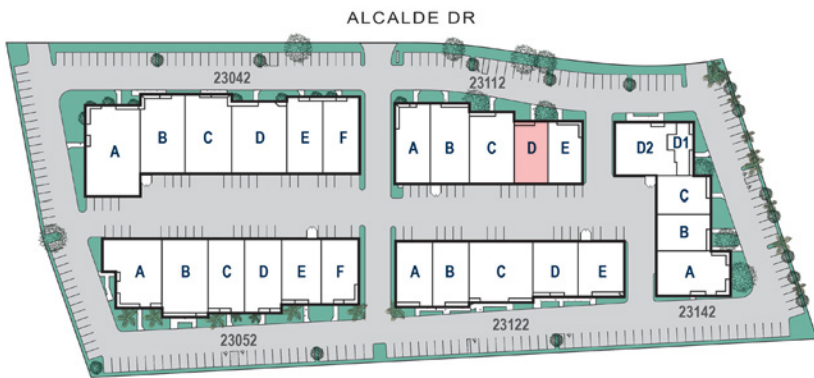 ALCALDE DR
23042
23112
A B C D E F
A B C D E
D2 D1
C
B
A
A B C D E F
A B C D E
23052
23122
23142